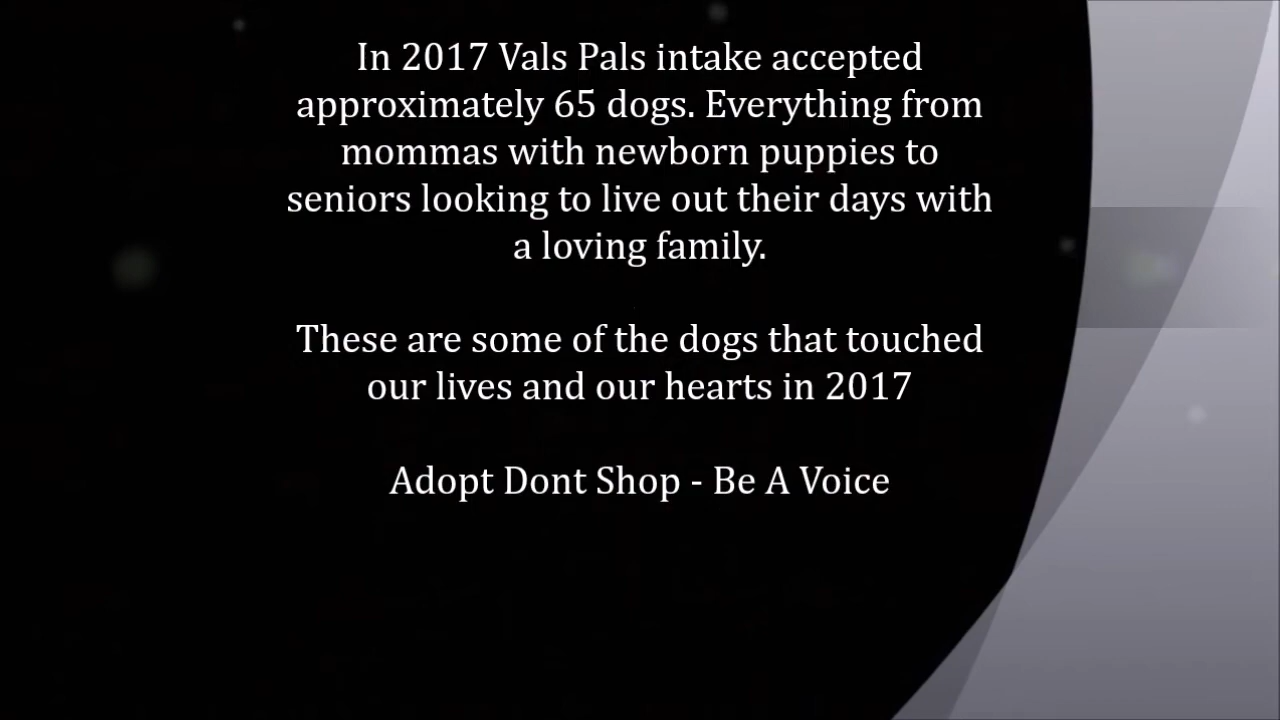 In 2017 Vals Pals intake accepted
approximately 65 dogs. Everything from
mommas with newborn puppies to
seniors looking to live out their days with
a loving family.
These are some of the dogs that touched
our lives and our hearts in 2017
Adopt Dont Shop - Be A Voice